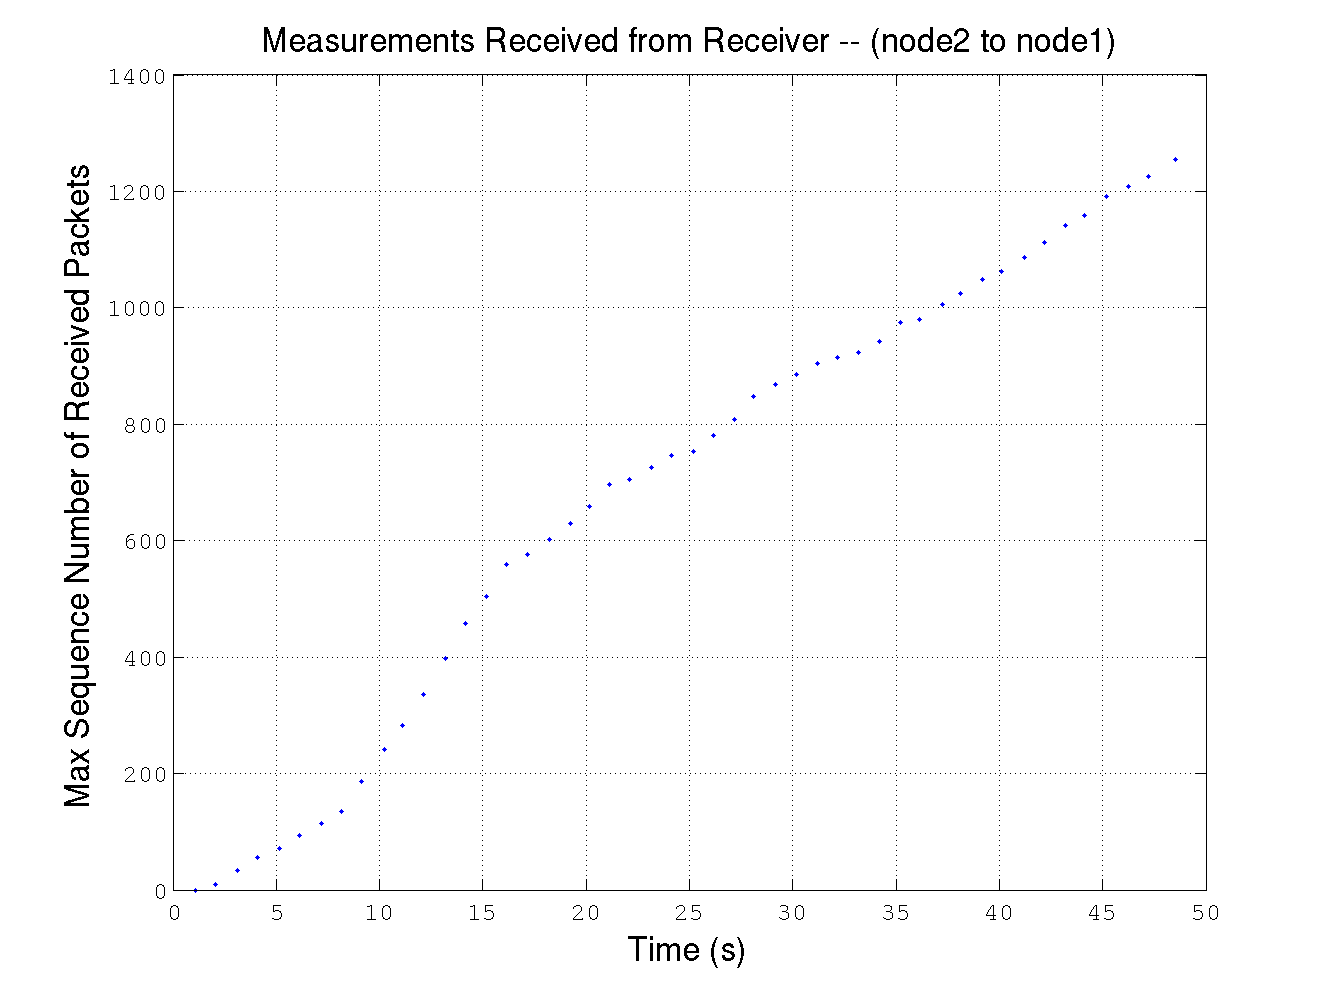 Measurements Received from Receiver -- (node2 to node1)
Max Sequence Number of Received Packets
1400
1200
1000
800
600
400
200
0
0 5 10 15 20 25 30 35 40 45 50
Time (s)